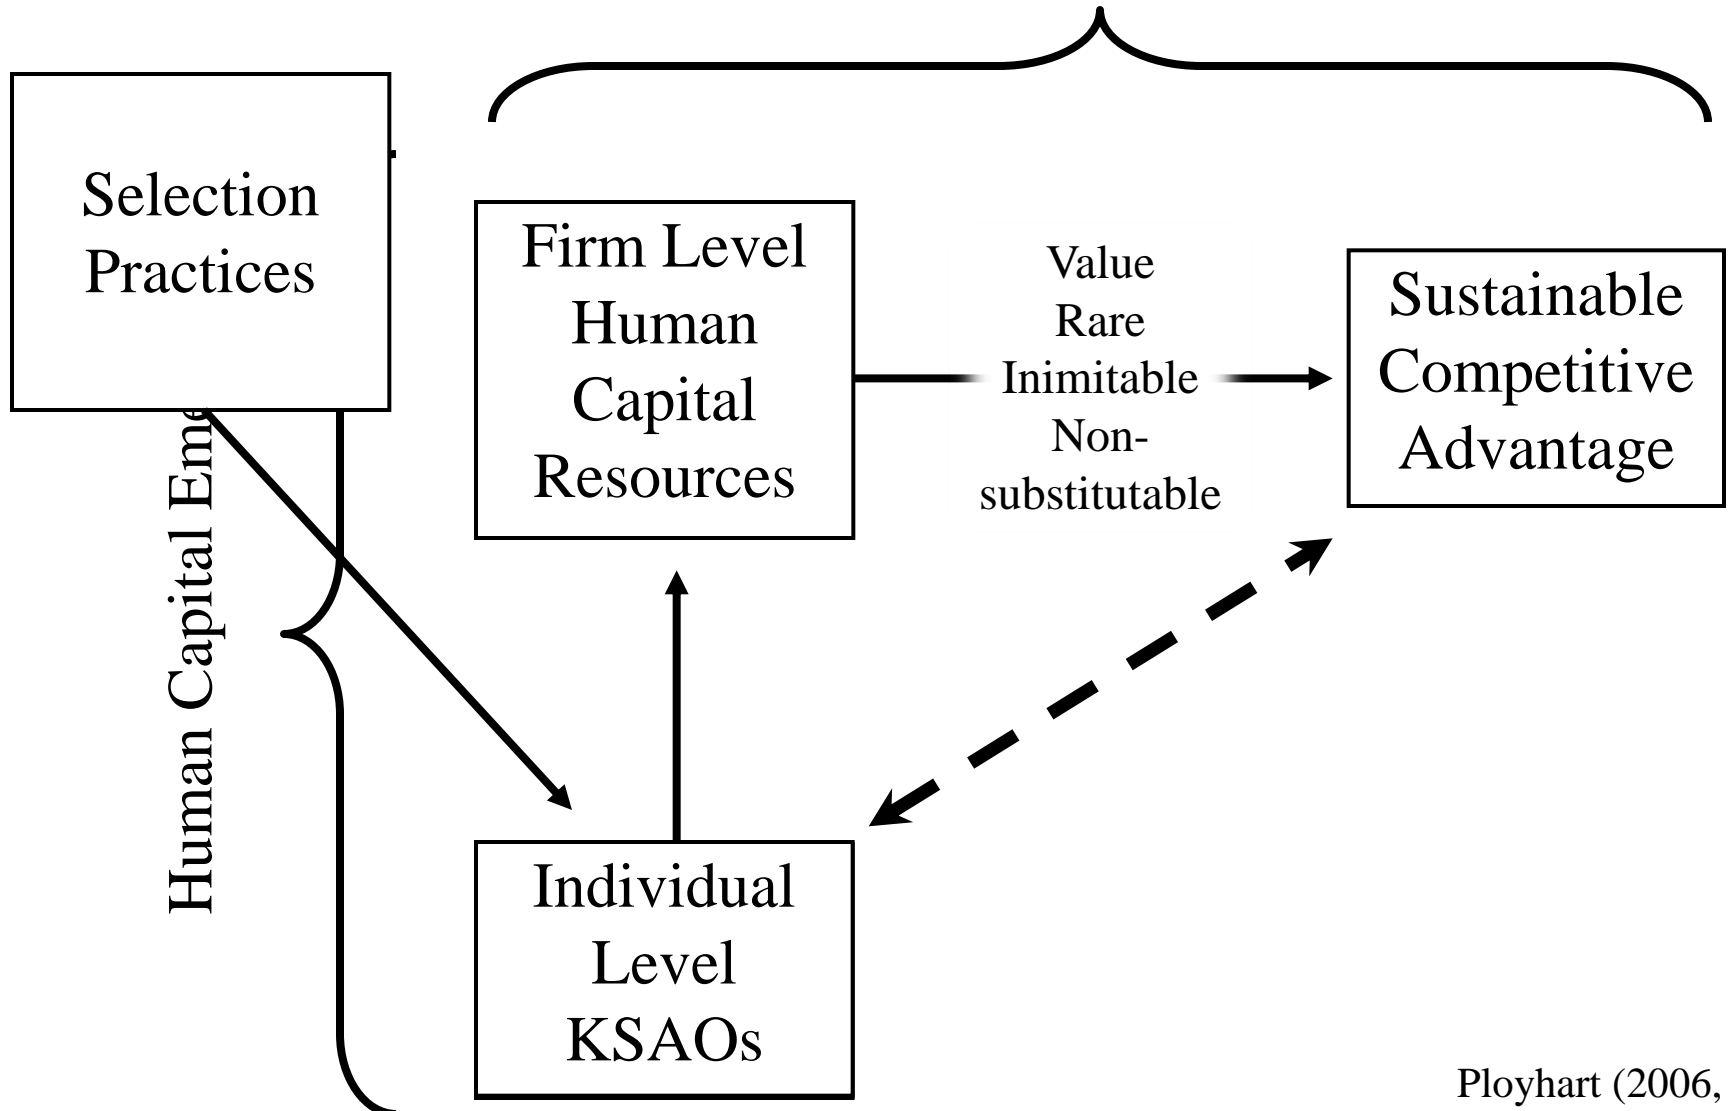 Selection
Practices
Firm Level
Human
Capital
Resources
Value
Rare
Inimitable
Non-
substitutable
Sustainable
Competitive
Advantage
Human Capital
Individual
Level
KSAOs
Ployhart (2006,